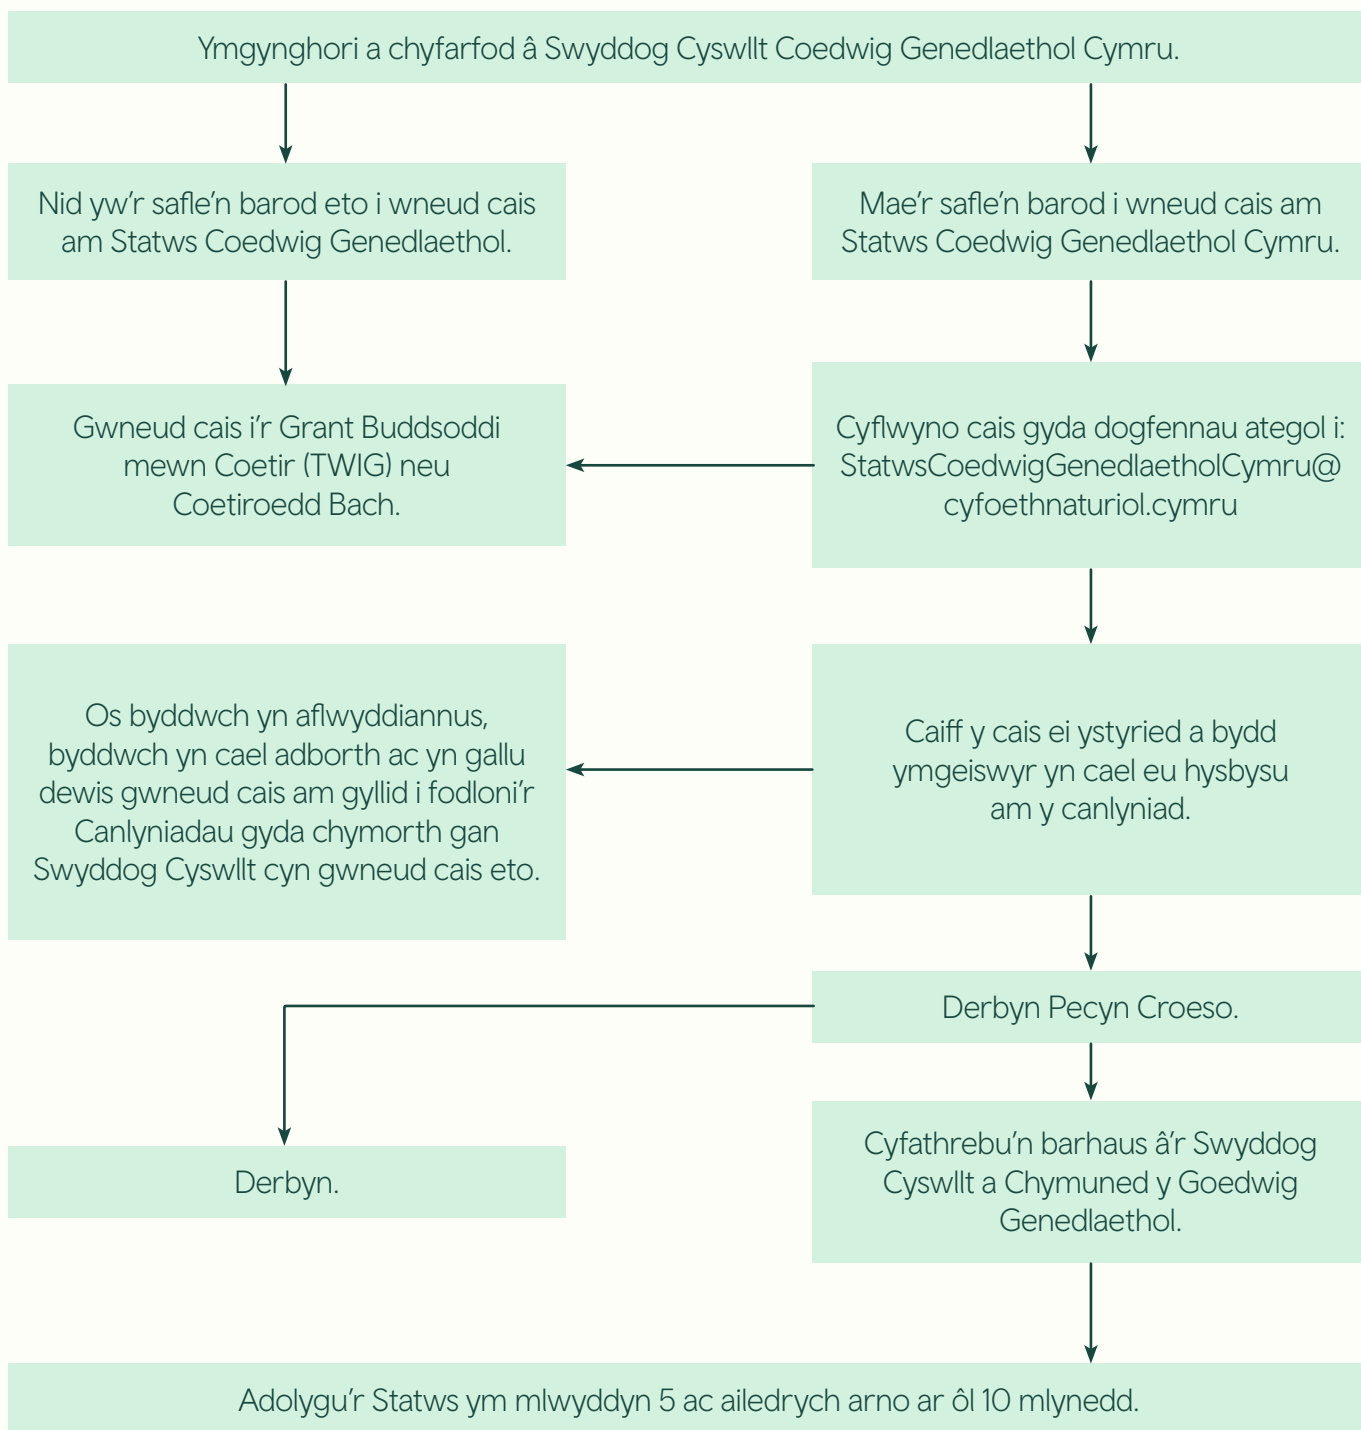 Ymgynghori a chyfarfod â Swyddog Cyswllt Coedwig Genedlaethol Cymru.
Nid yw'r safle'n barod eto i wneud cais
am Statws Coedwig Genedlaethol.
Mae'r safle'n barod i wneud cais am
Statws Coedwig Genedlaethol Cymru.
Gwneud cais i'r Grant Buddsoddi
mewn Coetir (TWIG) neu
Coetiroedd Bach.
Cyflwyno cais gyda dogfennau ategol i:
StatwsCoedwigGenedlaetholCymru@
cyfoethnaturiol.cymru
Os byddwch yn aflwyddiannus,
byddwch yn cael adborth ac yn gallu
dewis gwneud cais am gyllid i fodloni'r
Canlyniadau gyda chymorth gan
Swyddog Cyswllt cyn gwneud cais eto.
Caiff y cais ei ystyried a bydd
ymgeiswyr yn cael eu hysbysu
am y canlyniad.
Derbyn Pecyn Croeso.
Derbyn.
Cyfathrebu'n barhaus â'r Swyddog
Cyswllt a Chymuned y Goedwig
Genedlaethol.
Adolygu'r Statws ym mlwyddyn 5 ac ailedrych arno ar ôl 10 mlynedd.